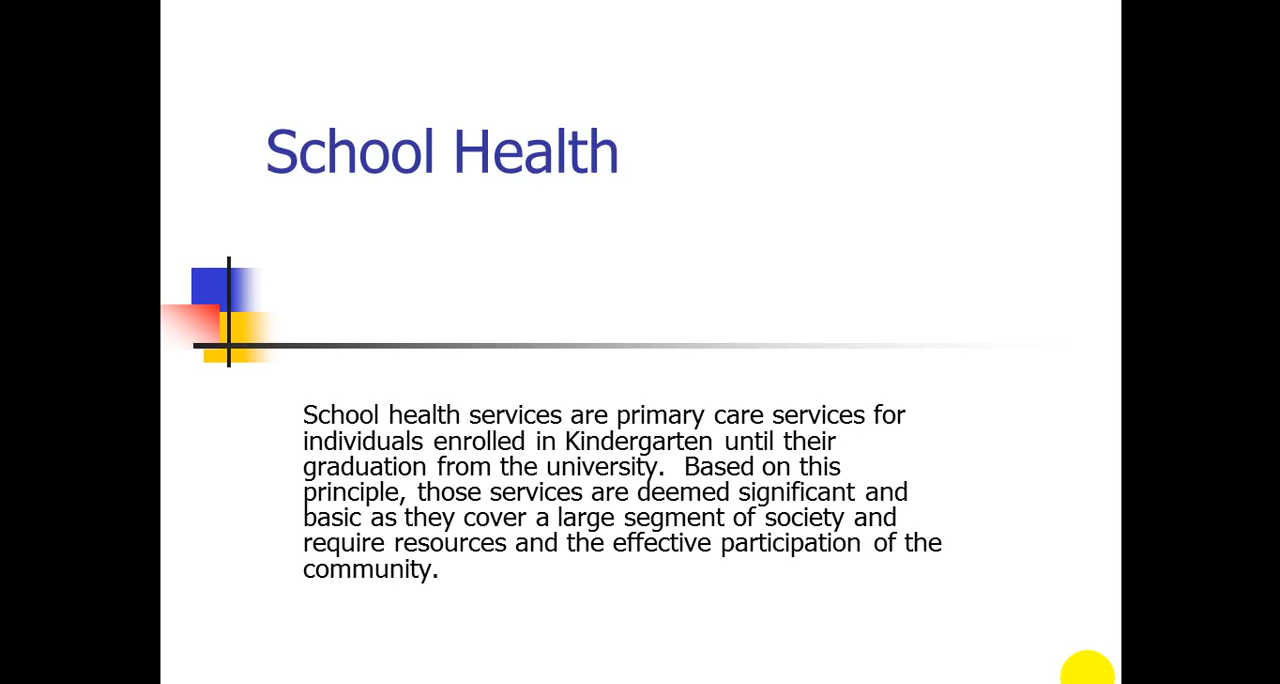 School Health
School health services are primary care services for
individuals enrolled in Kindergarten until their
graduation from the university.  Based on this
principle, those services are deemed significant and
basic as they cover a large segment of society and
require resources and the effective participation of the
community.